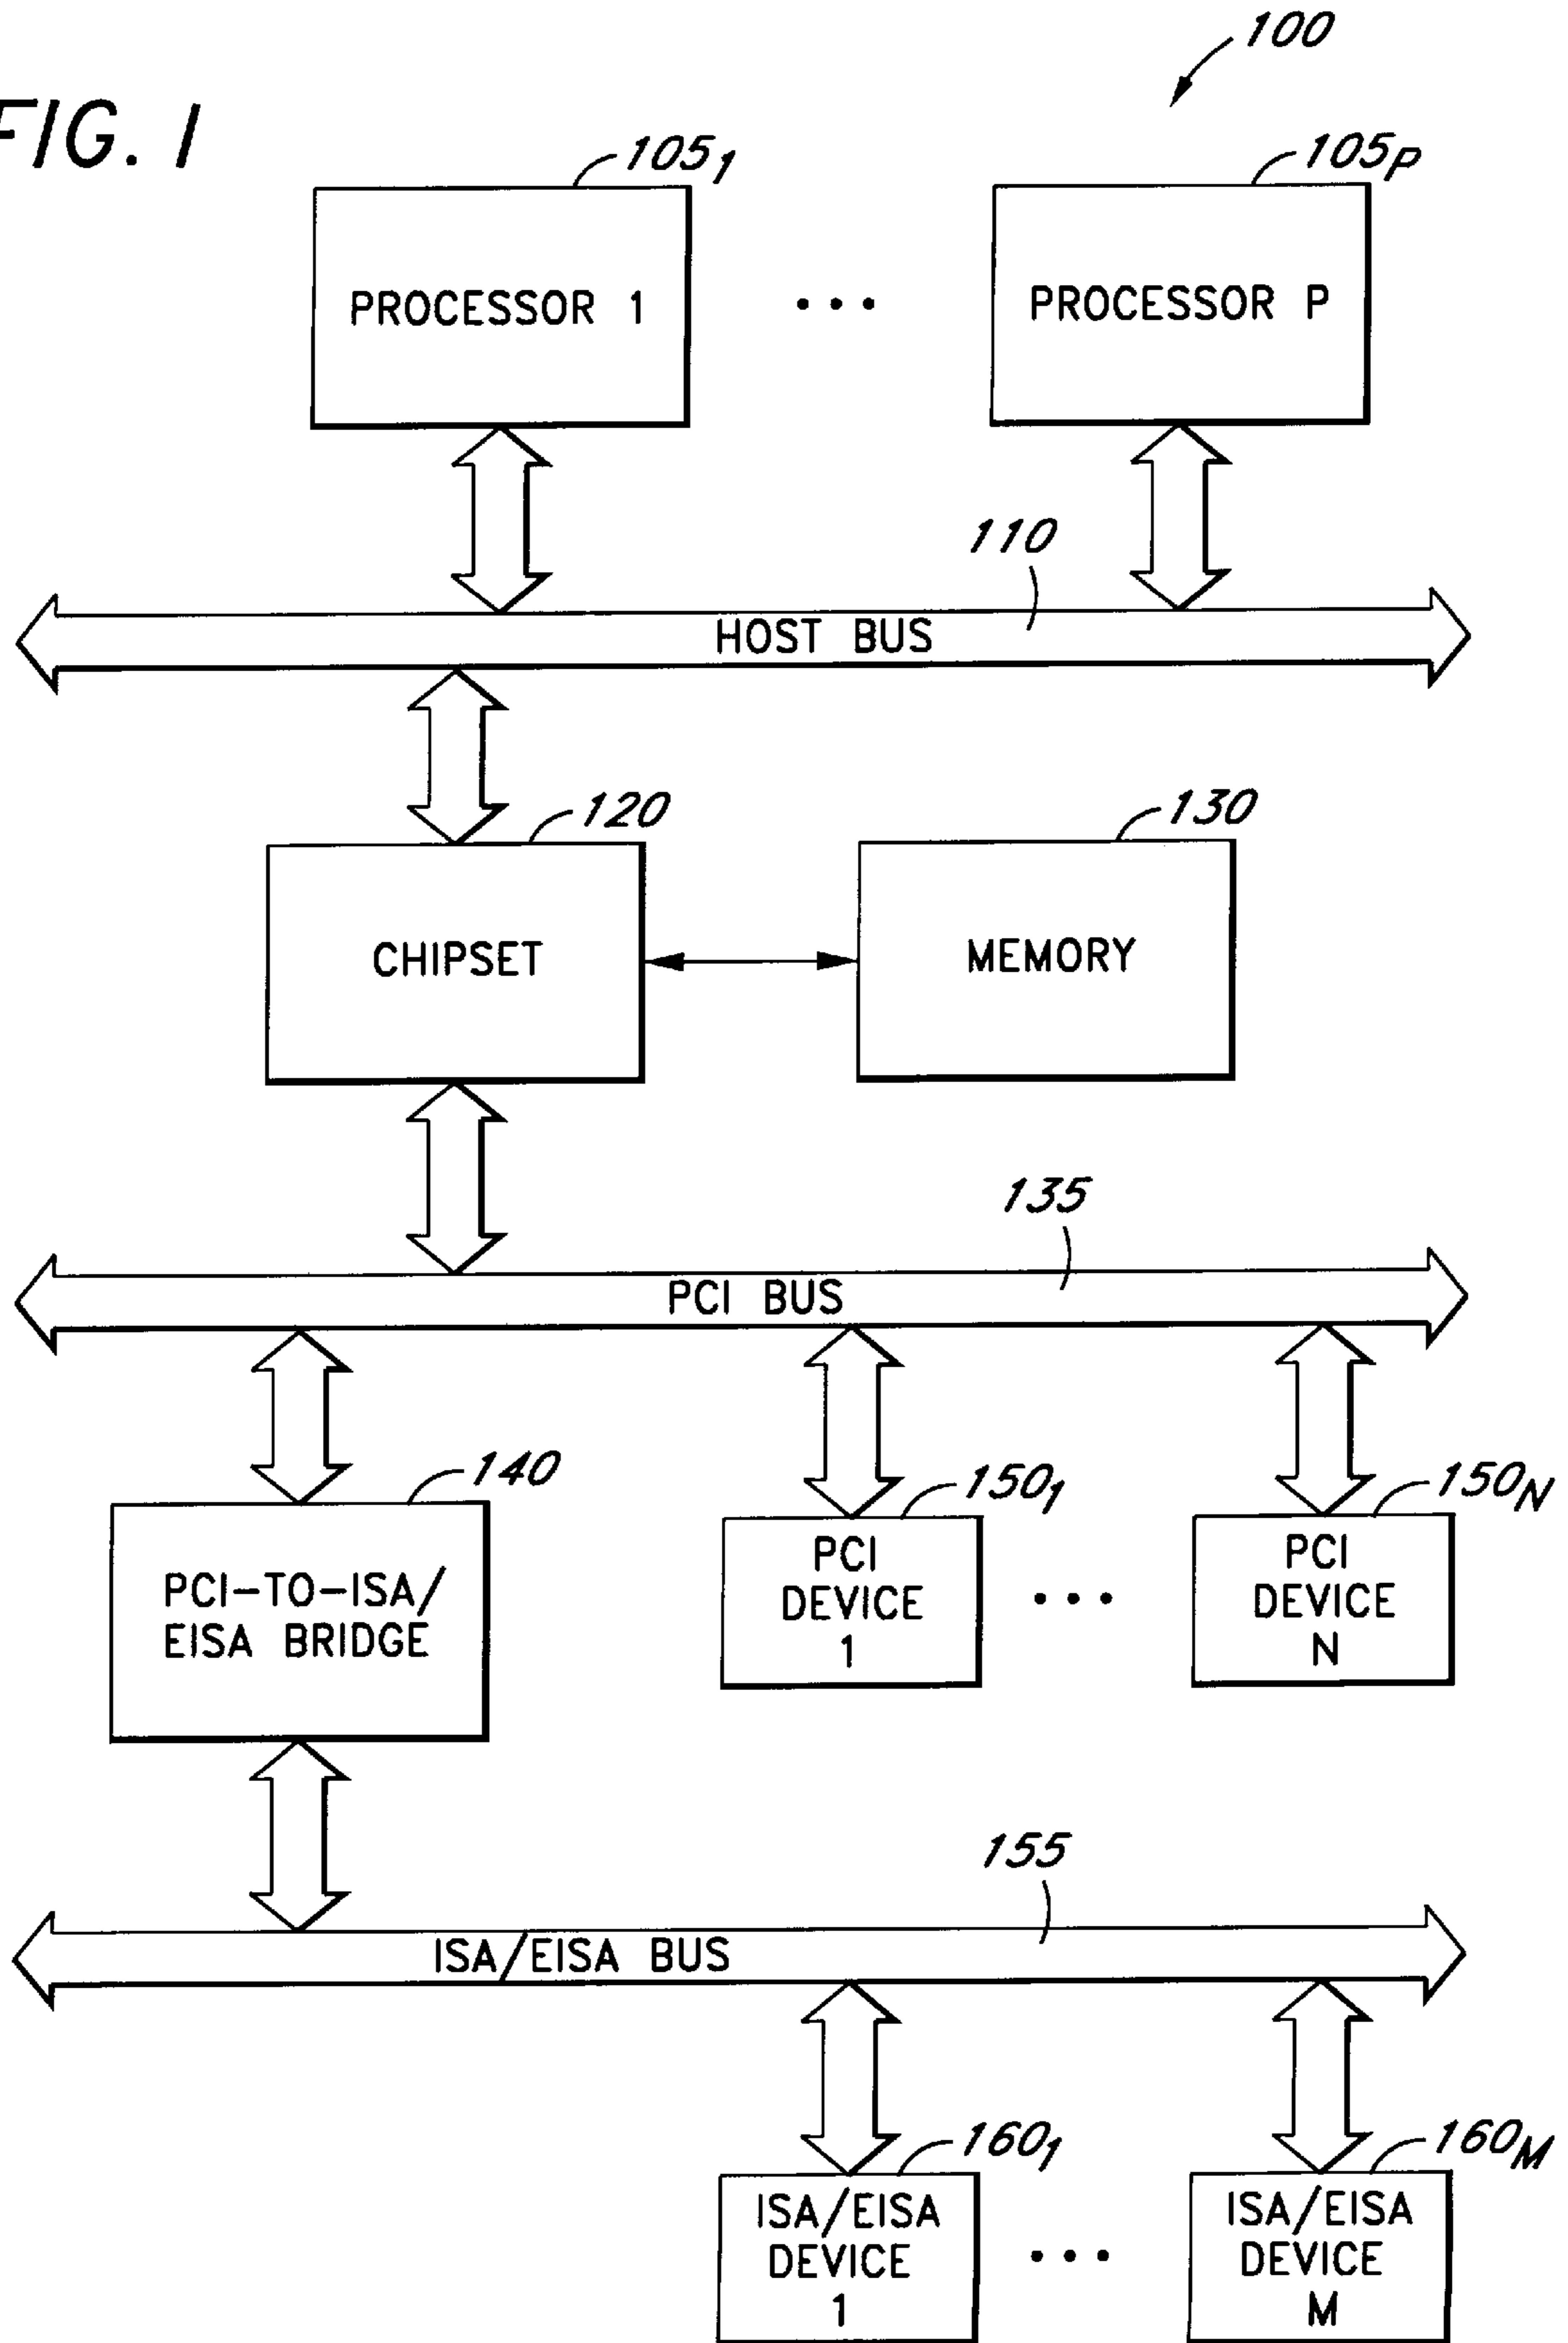 FIG. 1
100
105₁
105ₚ
PROCESSOR 1
PROCESSOR P
110
HOST BUS
120
130
CHIPSET
MEMORY
135
PCI BUS
140
150₁
150N
PCI-TO-ISA/
EISA BRIDGE
PCI
DEVICE
1
PCI
DEVICE
N
155
ISA/EISA BUS
160₁
160M
ISA/EISA
DEVICE
1
ISA/EISA
DEVICE
M